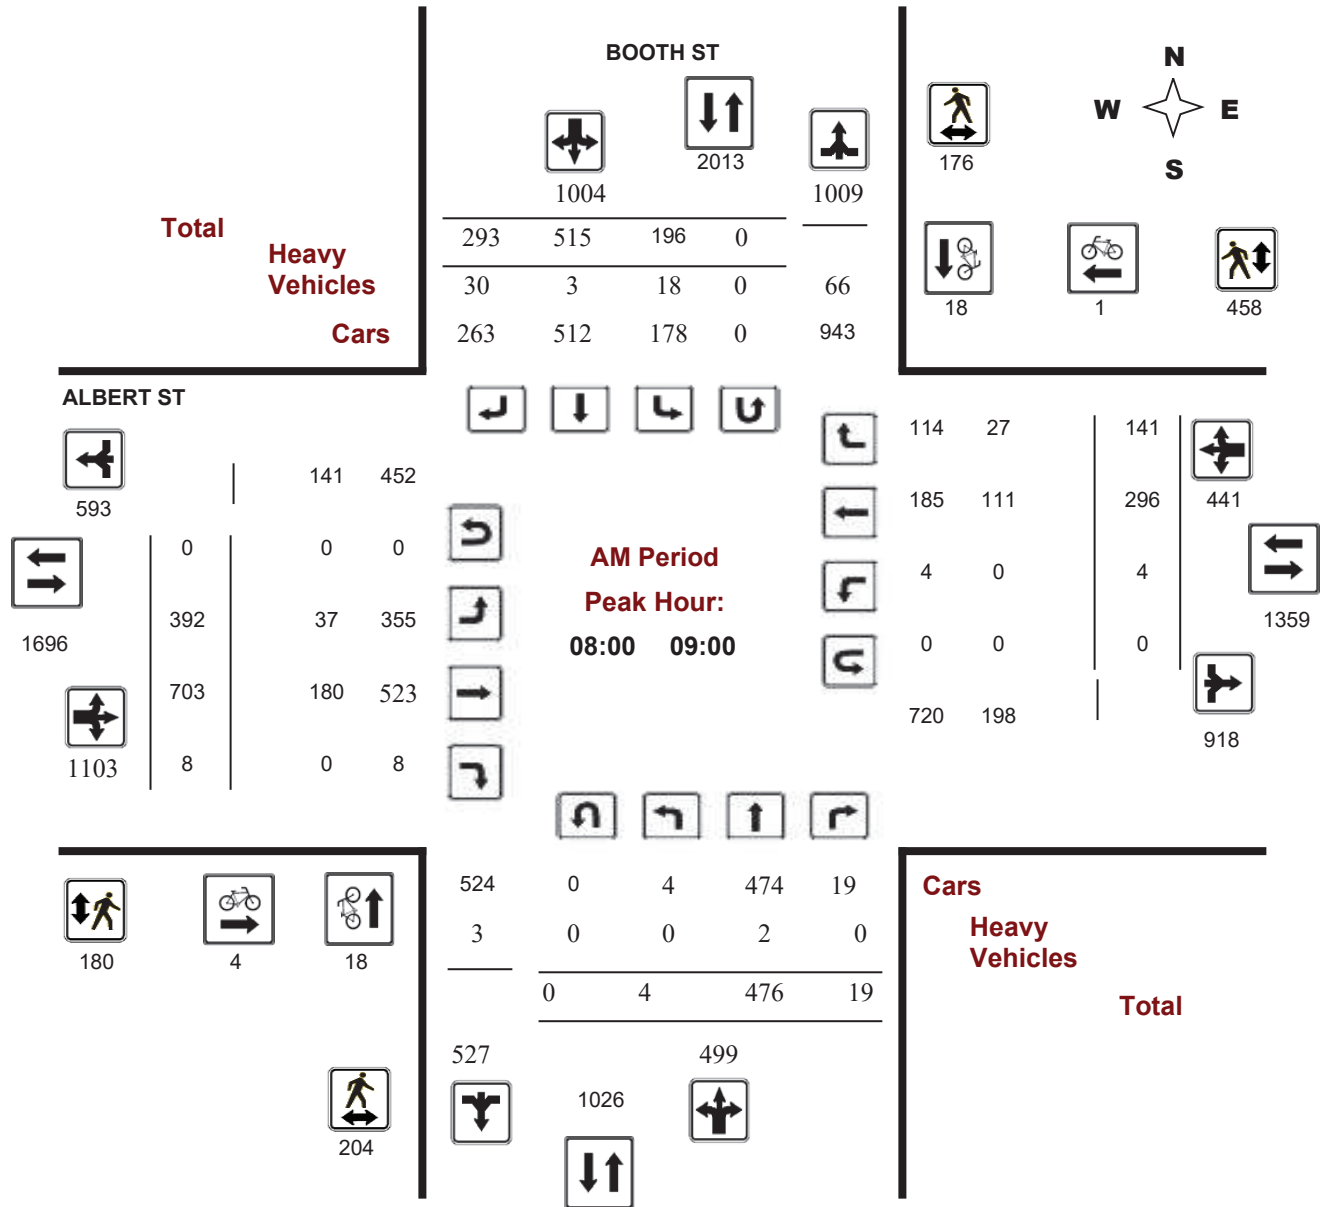 BOOTH ST
N
W E
S
2013
176
1004 1009
Total
293 515 196 0
Heavy
Vehicles
30 3 18 0 66
18 1 458
Cars
263 512 178 0 943
ALBERT ST
114 27 141
141 452
593
185 111 296 441
0 0 0
AM Period
4 0 4
Peak Hour:
392 37 355
1359
1696
08:00 09:00
0 0 0
703 180 523
720 198
918
1103 8 0 8
524 0 4 474 19
Cars
3 0 0 2 0
Heavy
Vehicles
180 4 18
0 4 476 19
Total
527 499
1026
204